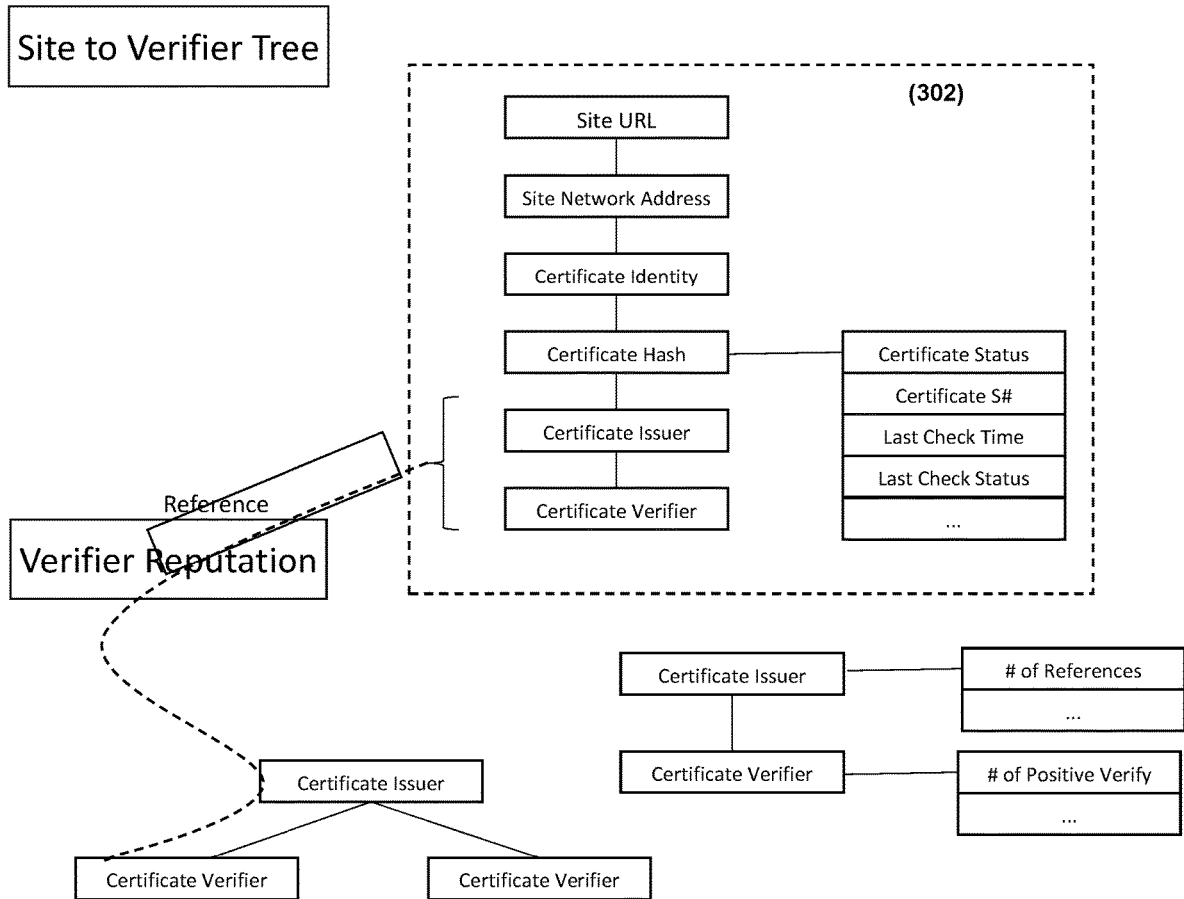 Site to Verifier Tree
(302)
Site URL
Site Network Address
Certificate Identity
Certificate Hash
Certificate Status
Certificate S#
Certificate Issuer
Last Check Time
Last Check Status
Certificate Verifier
...
Reference
Verifier Reputation
Certificate Issuer
# of References
...
Certificate Verifier
# of Positive Verify
...
Certificate Issuer
Certificate Verifier
Certificate Verifier